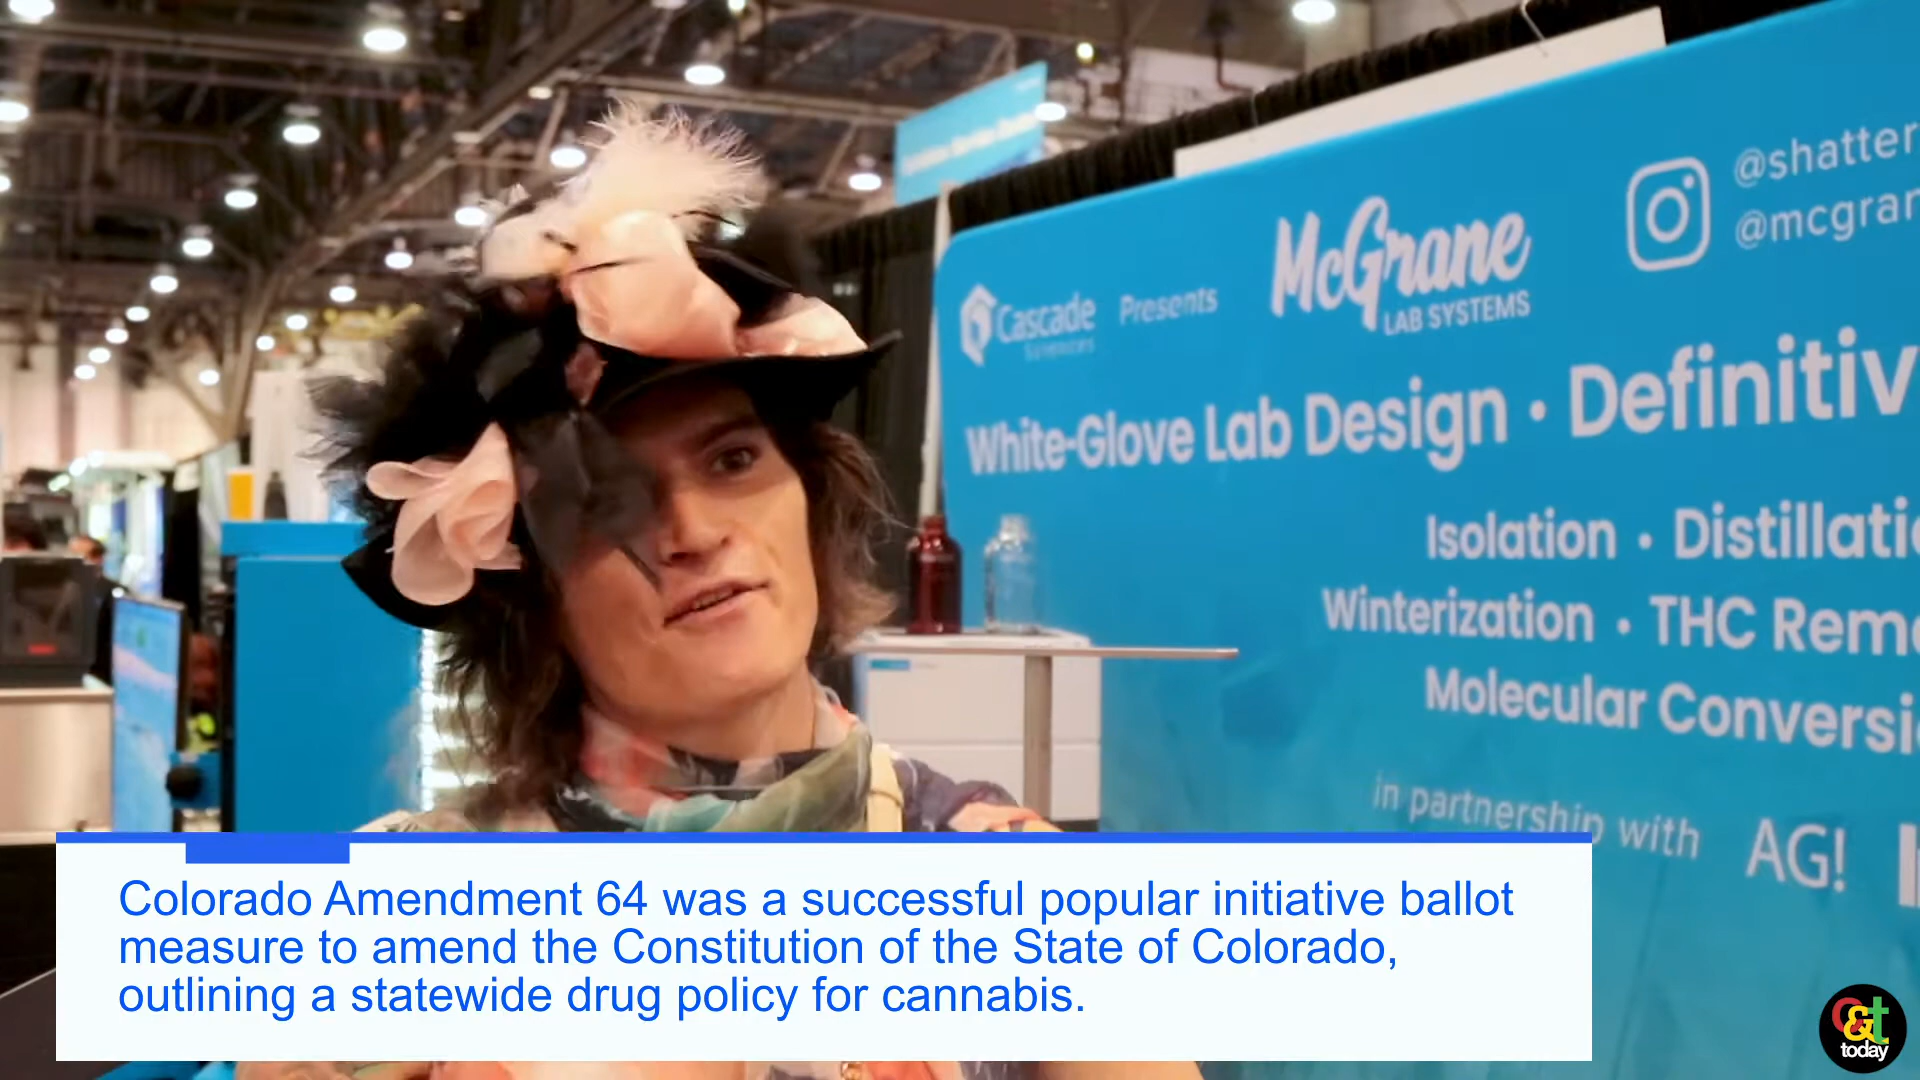 @shatter
@mcgran
McGrane
LAB SYSTEMS
Cascade
Sciences
Presents
White-Glove Lab Design • Definitiv
Isolation • Distillati
Winterization • THC Rem
Molecular Conversi
in partnership with AG!
Colorado Amendment 64 was a successful popular initiative ballot
measure to amend the Constitution of the State of Colorado,
outlining a statewide drug policy for cannabis.
c&t
today